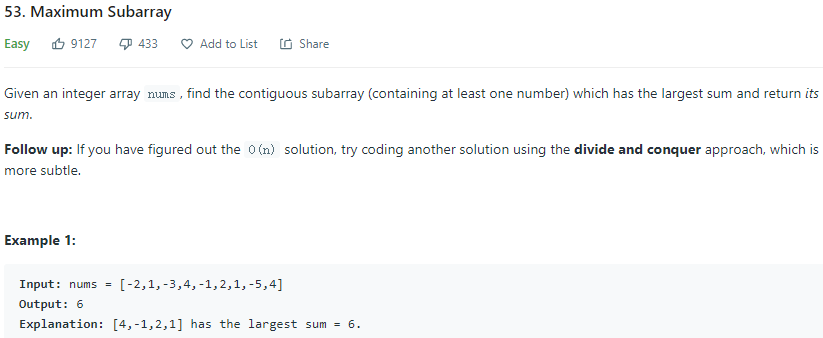 53. Maximum Subarray
Easy 9127 433 Add to List Share
Given an integer array nums , find the contiguous subarray (containing at least one number) which has the largest sum and return its
sum.
Follow up: If you have figured out the O(n) solution, try coding another solution using the divide and conquer approach, which is
more subtle.
Example 1:
Input: nums = [-2,1,-3,4,-1,2,1,-5,4]
Output: 6
Explanation: [4,-1,2,1] has the largest sum = 6.